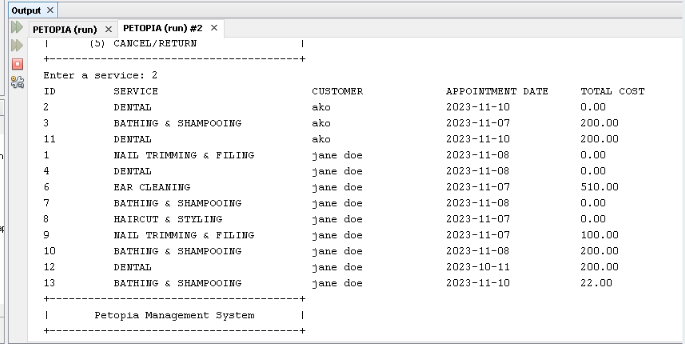 Output
PETOPIA (run) PETOPIA (run) #2
| (5) CANCEL/RETURN |
+---------------------------------------+
Enter a service: 2
ID SERVICE CUSTOMER APPOINTMENT DATE TOTAL COST
2 DENTAL ako 2023-11-10 0.00
3 BATHING & SHAMPOOING ako 2023-11-07 200.00
11 DENTAL ako 2023-11-10 200.00
1 NAIL TRIMMING & FILING jane doe 2023-11-08 0.00
4 DENTAL jane doe 2023-11-08 0.00
6 EAR CLEANING jane doe 2023-11-07 510.00
7 BATHING & SHAMPOOING jane doe 2023-11-08 0.00
8 HAIRCUT & STYLING jane doe 2023-11-07 0.00
9 NAIL TRIMMING & FILING jane doe 2023-11-07 100.00
10 BATHING & SHAMPOOING jane doe 2023-11-08 200.00
12 DENTAL jane doe 2023-10-11 200.00
13 BATHING & SHAMPOOING jane doe 2023-11-10 22.00
+---------------------------------------+
| Petopia Management System |
+---------------------------------------+